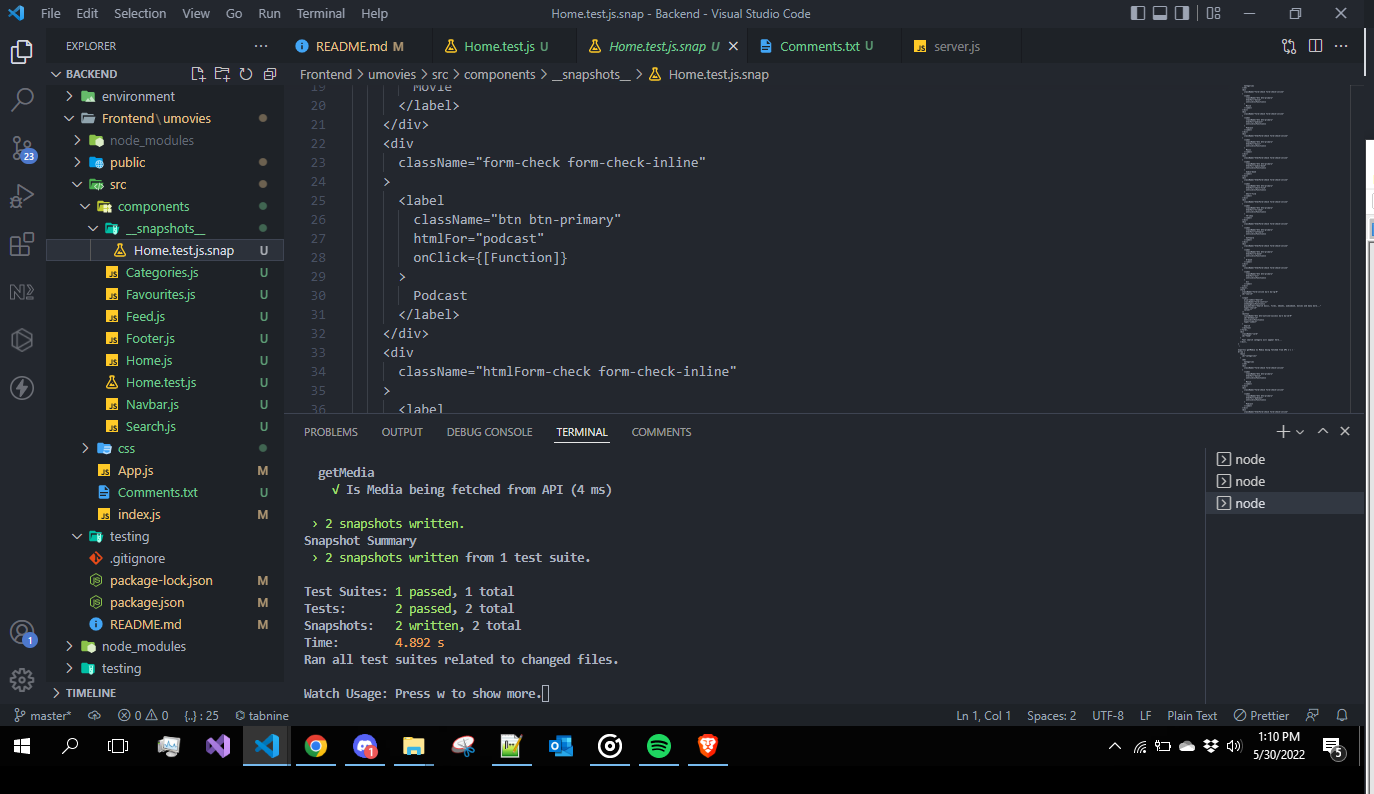 File Edit Selection View Go Run Terminal Help
Home.test.js.snap - Backend - Visual Studio Code
EXPLORER
BACKEND
environment
Frontend \ umovies
node_modules
public
src
components
__snapshots__
Home.test.js.snap U
Categories.js U
Favourites.js U
Feed.js U
Footer.js U
Home.js U
Home.test.js U
Navbar.js U
Search.js U
css
App.js M
Comments.txt U
index.js M
testing
.gitignore
package-lock.json M
package.json M
README.md M
node_modules
testing
TIMELINE
23
1
README.md M
Home.test.js U
Home.test.js.snap U
Comments.txt U
server.js
Frontend > umovies > src > components > __snapshots__ > Home.test.js.snap
19 Movie
20 </label>
21 </div>
22 <div
23 className="form-check form-check-inline"
24 >
25 <label
26 className="btn btn-primary"
27 htmlFor="podcast"
28 onClick={[Function]}
29 >
30 Podcast
31 </label>
32 </div>
33 <div
34 className="htmlForm-check form-check-inline"
35 >
36 <label
PROBLEMS OUTPUT DEBUG CONSOLE TERMINAL COMMENTS
getMedia
√ Is Media being fetched from API (4 ms)
› 2 snapshots written.
Snapshot Summary
› 2 snapshots written from 1 test suite.
Test Suites: 1 passed, 1 total
Tests: 2 passed, 2 total
Snapshots: 2 written, 2 total
Time: 4.892 s
Ran all test suites related to changed files.
Watch Usage: Press w to show more.
node
node
node
master* 0 0 {..} : 25 tabnine
Ln 1, Col 1 Spaces: 2 UTF-8 LF Plain Text Prettier
1
1:10 PM
5/30/2022
5